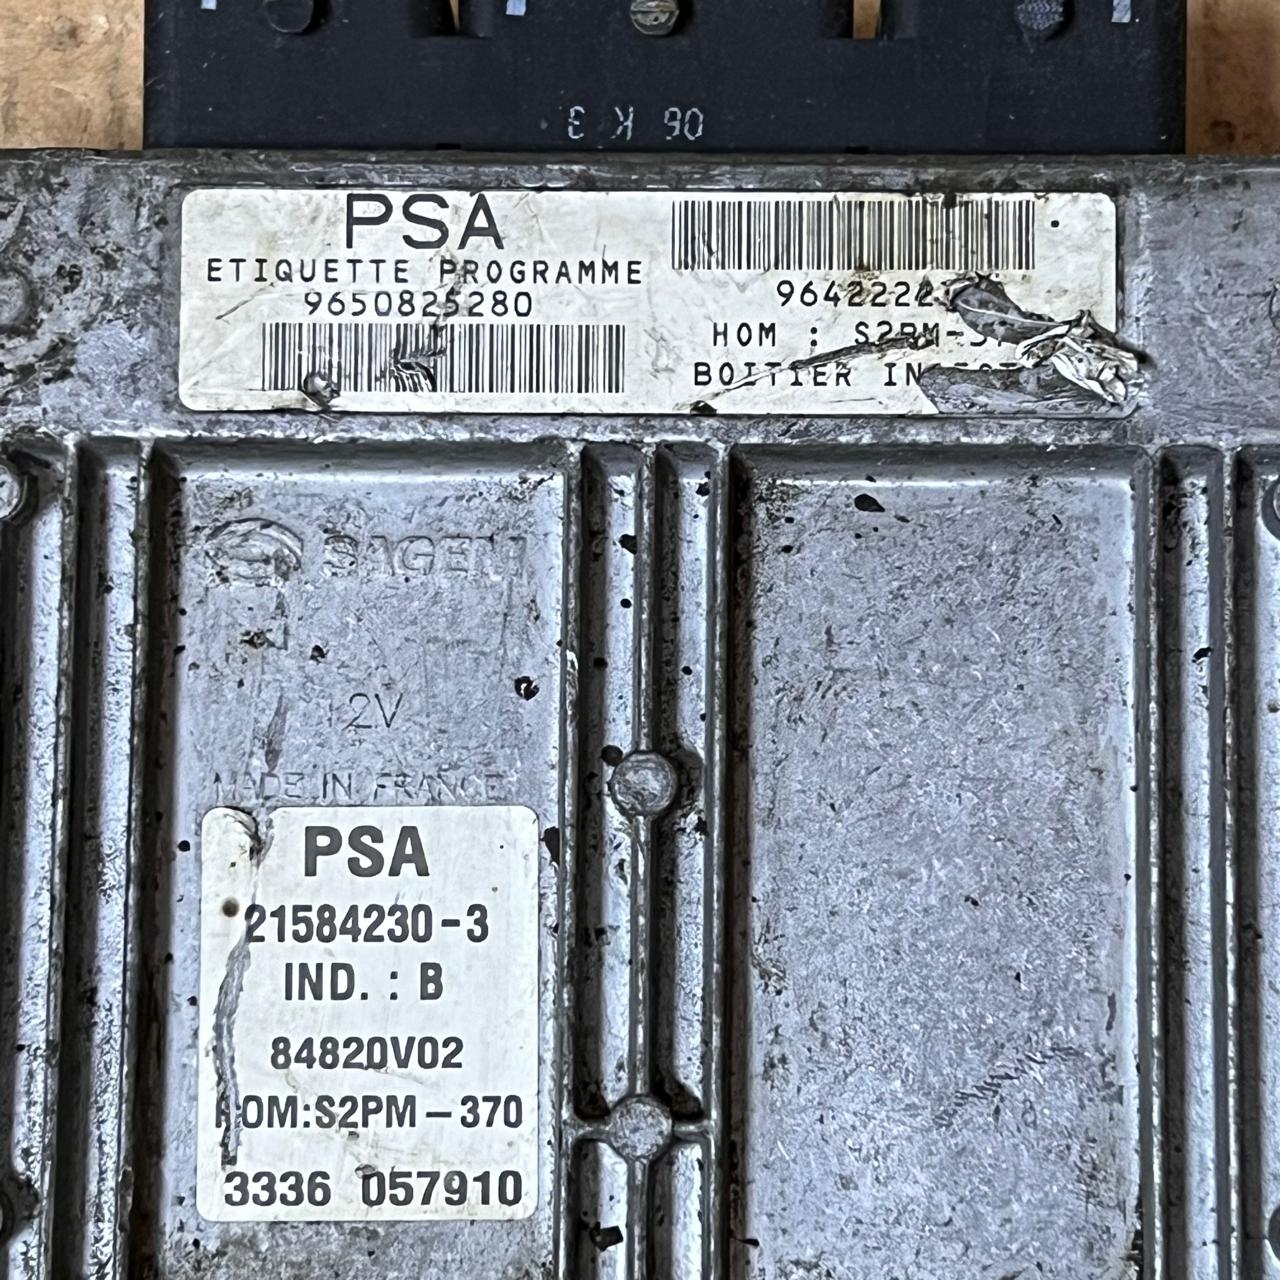 06 K 3
PSA
ETIQUETTE PROGRAMME
9650825280
HOM :
BOITIER
SAGEM
2V
MADE IN FRANCE
PSA
21584230-3
IND. : B
84820V02
HOM:S2PM-370
3336 057910